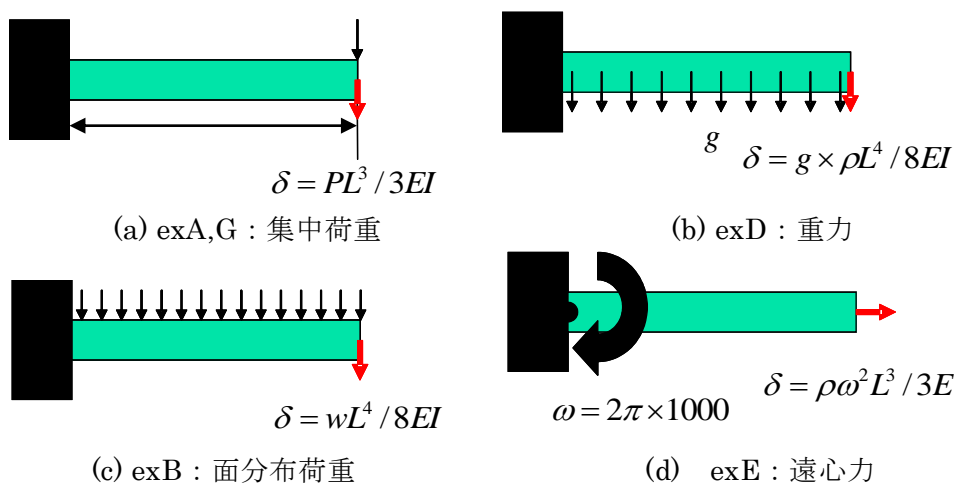 δ = PL³ / 3EI
(a) exA,G：集中荷重
g
δ = g × ρL⁴ / 8EI
(b) exD：重力
δ = wL⁴ / 8EI
(c) exB：面分布荷重
ω = 2π × 1000
δ = ρω²L³ / 3E
(d) exE：遠心力